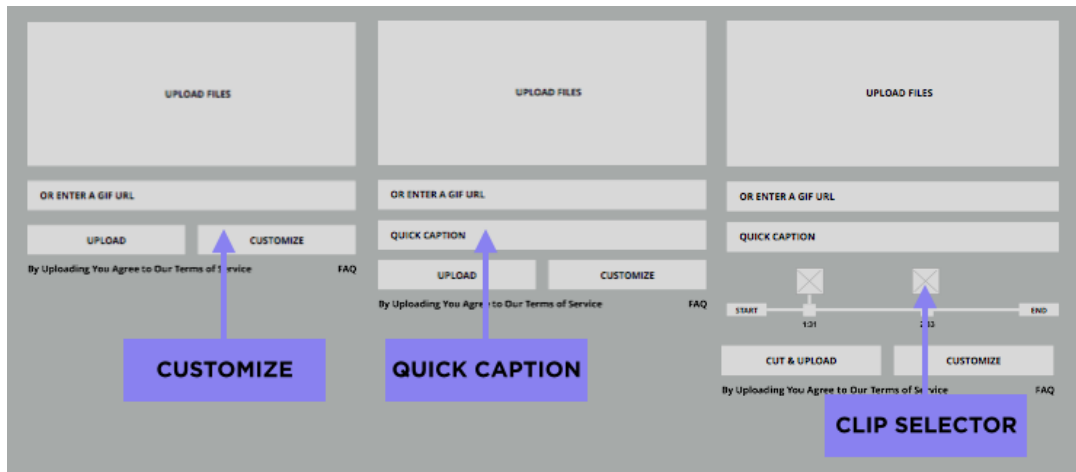 UPLOAD FILES
OR ENTER A GIF URL
UPLOAD
CUSTOMIZE
By Uploading You Agree to Our Terms of Service
FAQ
CUSTOMIZE
UPLOAD FILES
OR ENTER A GIF URL
QUICK CAPTION
UPLOAD
CUSTOMIZE
By Uploading You Agree to Our Terms of Service
FAQ
QUICK CAPTION
UPLOAD FILES
OR ENTER A GIF URL
QUICK CAPTION
START
END
1:31
CUT & UPLOAD
CUSTOMIZE
By Uploading You Agree to Our Terms of Service
FAQ
CLIP SELECTOR